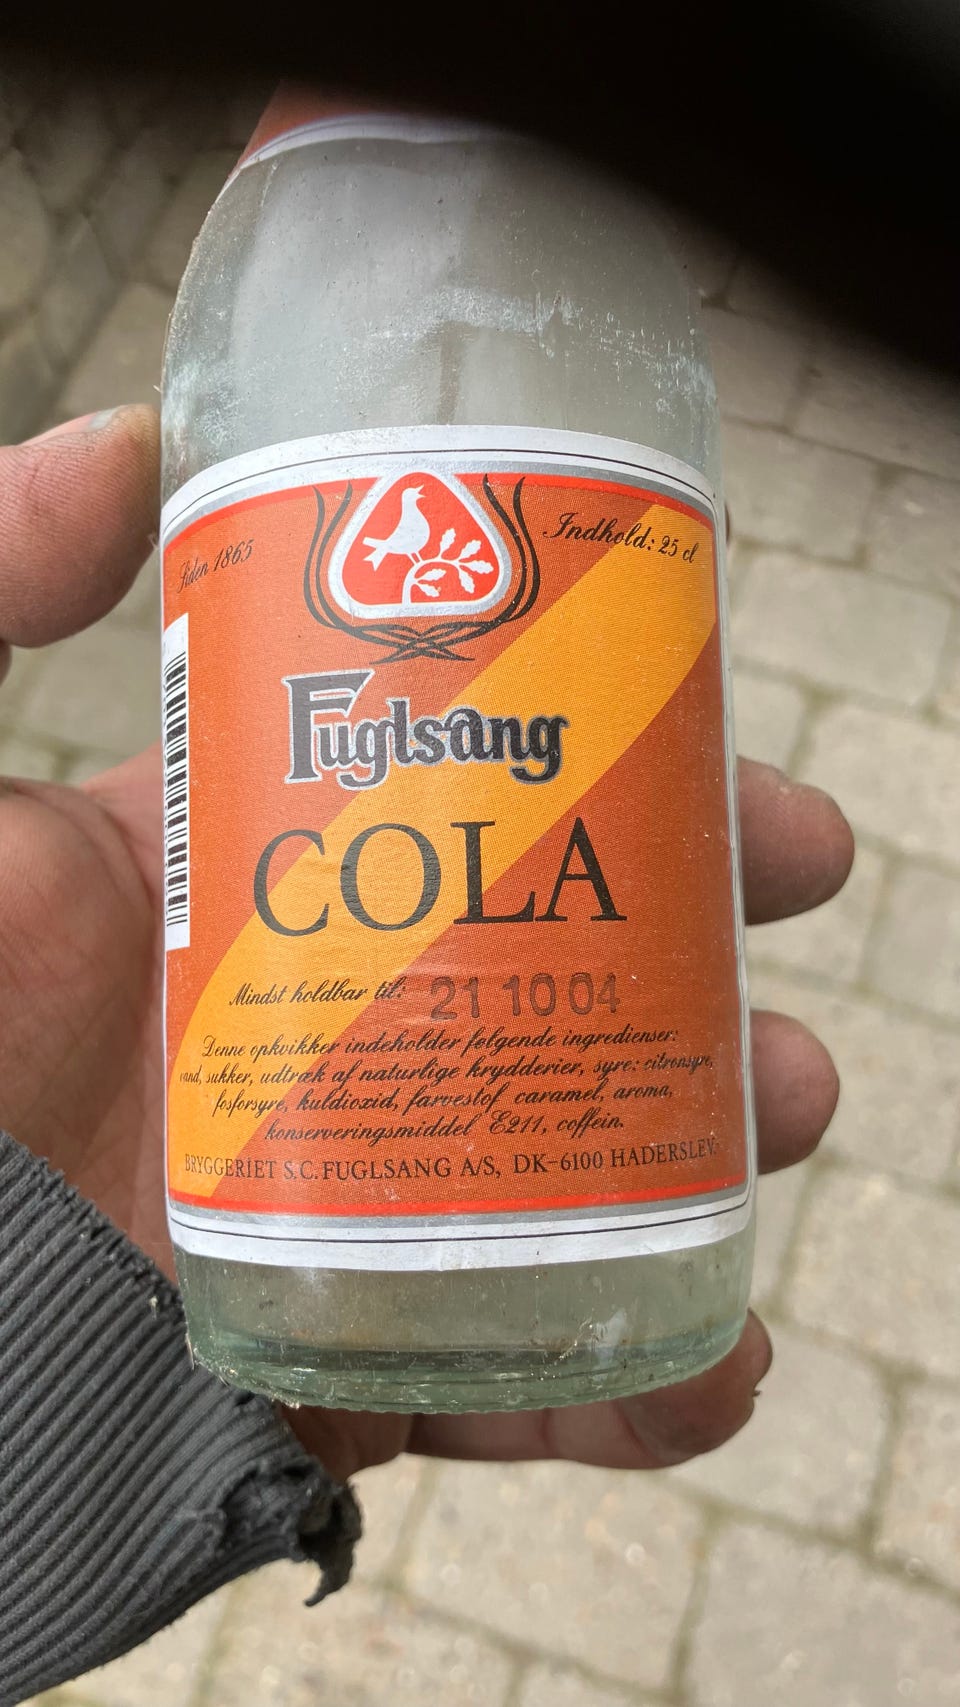 Siden 1865
Indhold: 25 cl
Fuglsang
COLA
Mindst holdbar til: 21 10 04
Denne opkvikker indeholder følgende ingredienser:
vand, sukker, udtræk af naturlige krydderier, syre: citronsyre,
fosforsyre, kuldioxid, farvestof caramel, aroma,
konserveringsmiddel E211, coffein.
BRYGGERIET S.C. FUGLSANG A/S, DK-6100 HADERSLEV.